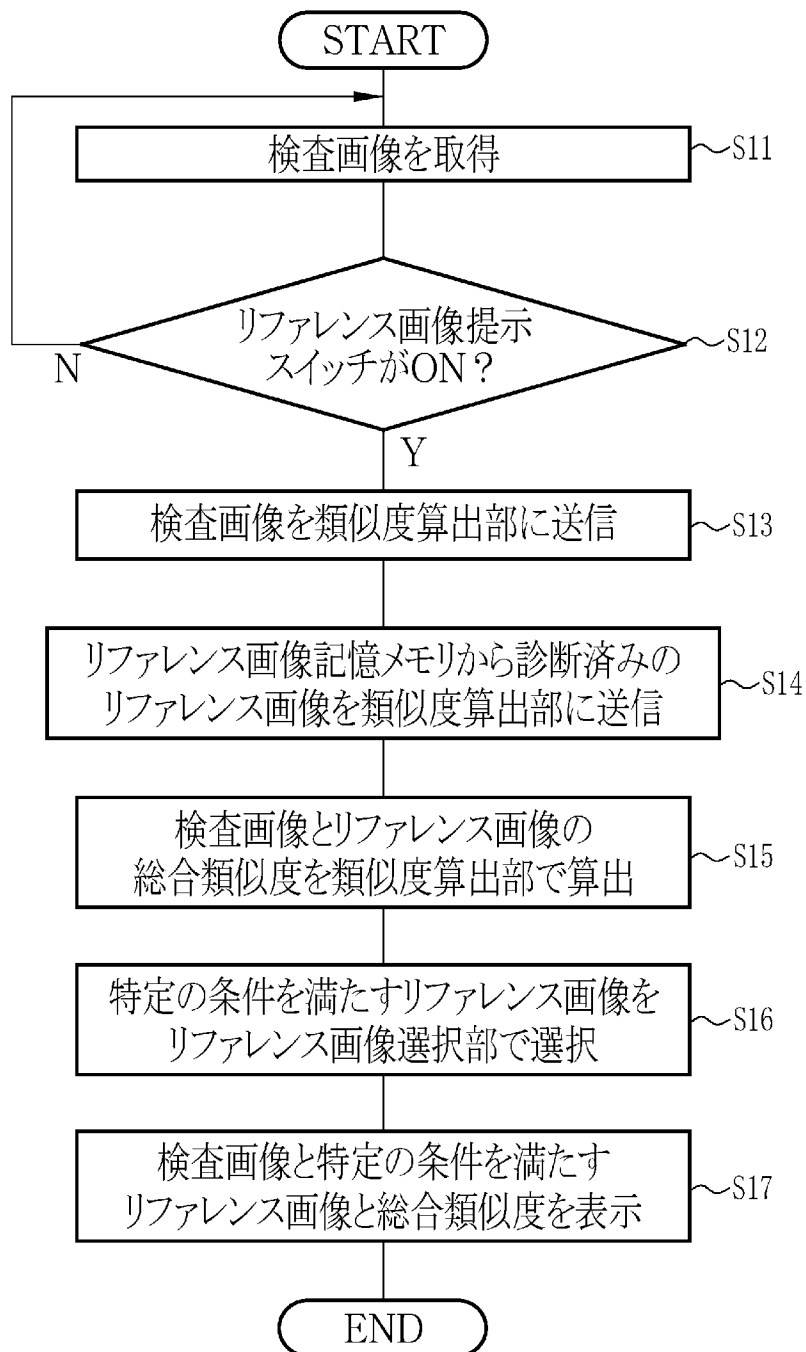 START
検査画像を取得
S11
リファレンス画像提示
スイッチがON？
S12
N
Y
検査画像を類似度算出部に送信
S13
リファレンス画像記憶メモリから診断済みの
リファレンス画像を類似度算出部に送信
S14
検査画像とリファレンス画像の
総合類似度を類似度算出部で算出
S15
特定の条件を満たすリファレンス画像を
リファレンス画像選択部で選択
S16
検査画像と特定の条件を満たす
リファレンス画像と総合類似度を表示
S17
END